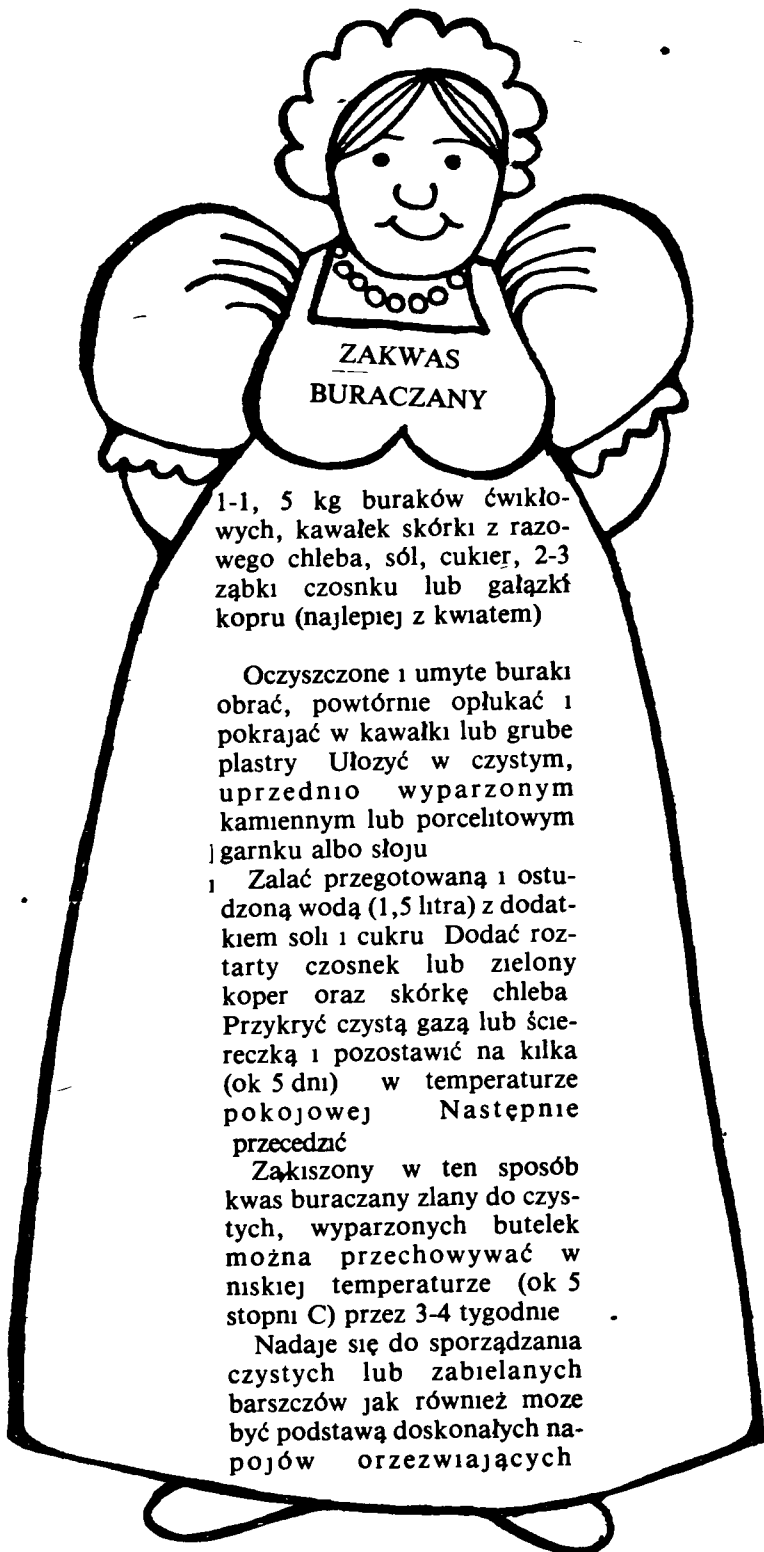 ZAKWAS
BURACZANY
1-1, 5 kg buraków ćwikło-
wych, kawałek skórki z razo-
wego chleba, sól, cukier, 2-3
ząbki czosnku lub gałązki
kopru (najlepiej z kwiatem)
Oczyszczone i umyte buraki
obrać, powtórnie opłukać i
pokrajać w kawałki lub grube
plastry Ułozyć w czystym,
uprzednio wyparzonym
kamiennym lub porcelitowym
garnku albo słoju
Zalać przegotowaną i ostu-
dzoną wodą (1,5 litra) z dodat-
kiem soli i cukru Dodać roz-
tarty czosnek lub zielony
koper oraz skórkę chleba
Przykryć czystą gazą lub ście-
reczką i pozostawić na kilka
(ok 5 dni) w temperaturze
pokojowej Następnie
przecedzić
Zakiszony w ten sposób
kwas buraczany zlany do czys-
tych, wyparzonych butelek
można przechowywać w
niskiej temperaturze (ok 5
stopni C) przez 3-4 tygodnie
Nadaje się do sporządzania
czystych lub zabielanych
barszczów jak również moze
być podstawą doskonałych na-
pojów orzezwiających